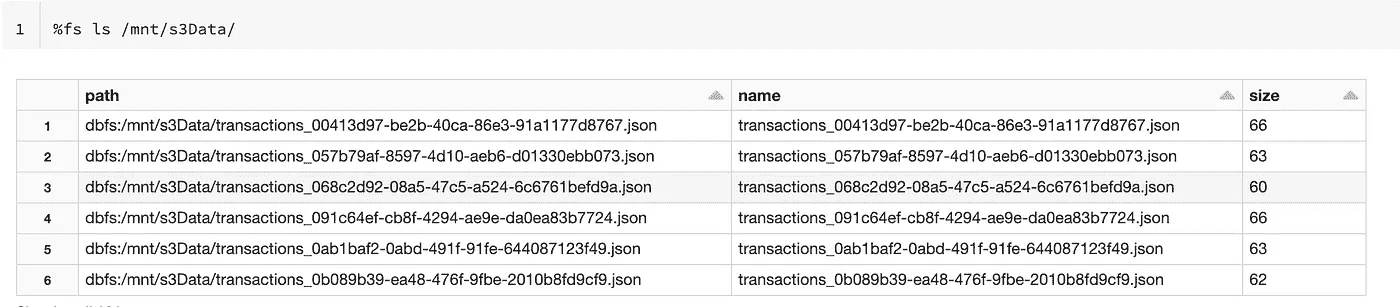 1 %fs ls /mnt/s3Data/
path name size
1 dbfs:/mnt/s3Data/transactions_00413d97-be2b-40ca-86e3-91a1177d8767.json transactions_00413d97-be2b-40ca-86e3-91a1177d8767.json 66
2 dbfs:/mnt/s3Data/transactions_057b79af-8597-4d10-aeb6-d01330ebb073.json transactions_057b79af-8597-4d10-aeb6-d01330ebb073.json 63
3 dbfs:/mnt/s3Data/transactions_068c2d92-08a5-47c5-a524-6c6761befd9a.json transactions_068c2d92-08a5-47c5-a524-6c6761befd9a.json 60
4 dbfs:/mnt/s3Data/transactions_091c64ef-cb8f-4294-ae9e-da0ea83b7724.json transactions_091c64ef-cb8f-4294-ae9e-da0ea83b7724.json 66
5 dbfs:/mnt/s3Data/transactions_0ab1baf2-0abd-491f-91fe-644087123f49.json transactions_0ab1baf2-0abd-491f-91fe-644087123f49.json 63
6 dbfs:/mnt/s3Data/transactions_0b089b39-ea48-476f-9fbe-2010b8fd9cf9.json transactions_0b089b39-ea48-476f-9fbe-2010b8fd9cf9.json 62